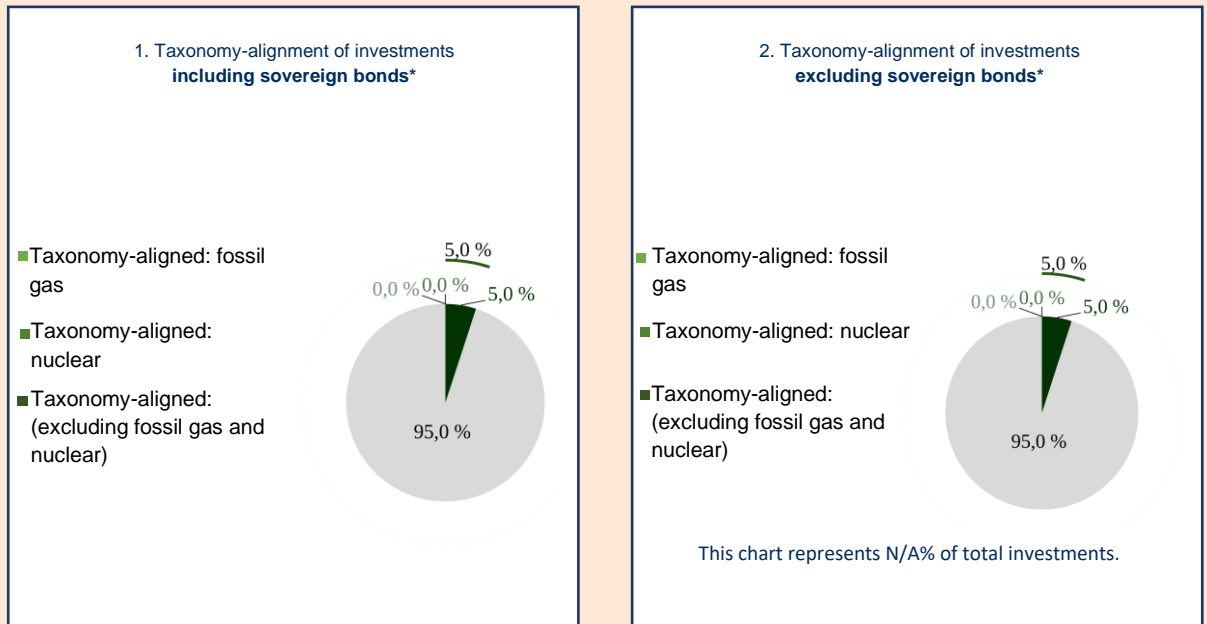 1. Taxonomy-alignment of investments
including sovereign bonds*
Taxonomy-aligned: fossil
gas
Taxonomy-aligned:
nuclear
Taxonomy-aligned:
(excluding fossil gas and
nuclear)
5,0 %
0,0 %
0,0 %
5,0 %
95,0 %
2. Taxonomy-alignment of investments
excluding sovereign bonds*
Taxonomy-aligned: fossil
gas
Taxonomy-aligned: nuclear
Taxonomy-aligned:
(excluding fossil gas and
nuclear)
5,0 %
0,0 %
0,0 %
5,0 %
95,0 %
This chart represents N/A% of total investments.